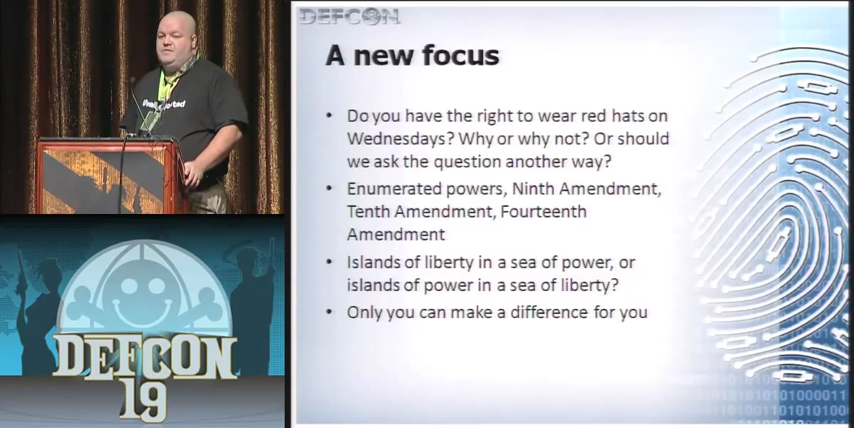 DEFCON
A new focus
• Do you have the right to wear red hats on
Wednesdays? Why or why not? Or should
we ask the question another way?
• Enumerated powers, Ninth Amendment,
Tenth Amendment, Fourteenth
Amendment
• Islands of liberty in a sea of power, or
islands of power in a sea of liberty?
• Only you can make a difference for you
DEFCON
19